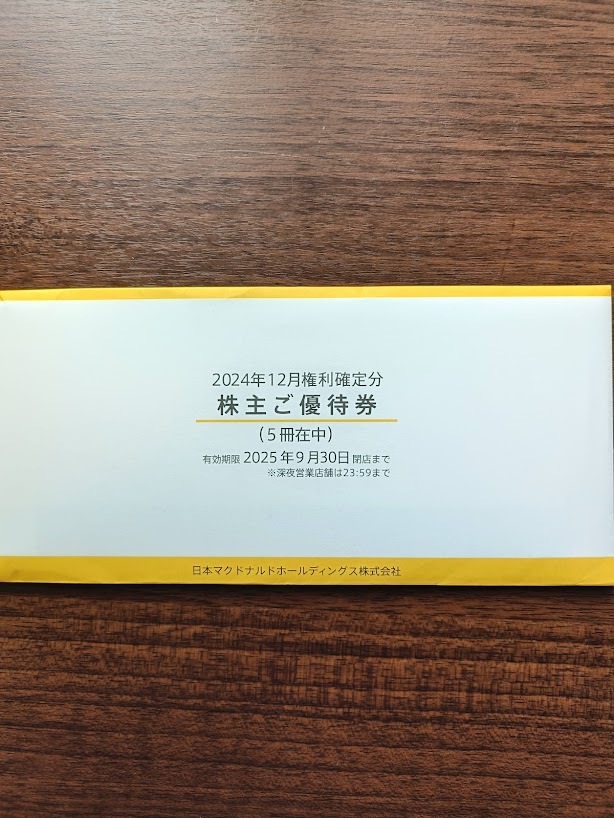 2024年12月権利確定分
株主ご優待券
(5冊在中)
有効期限 2025年9月30日 閉店まで
※深夜営業店舗は23:59まで
日本マクドナルドホールディングス株式会社